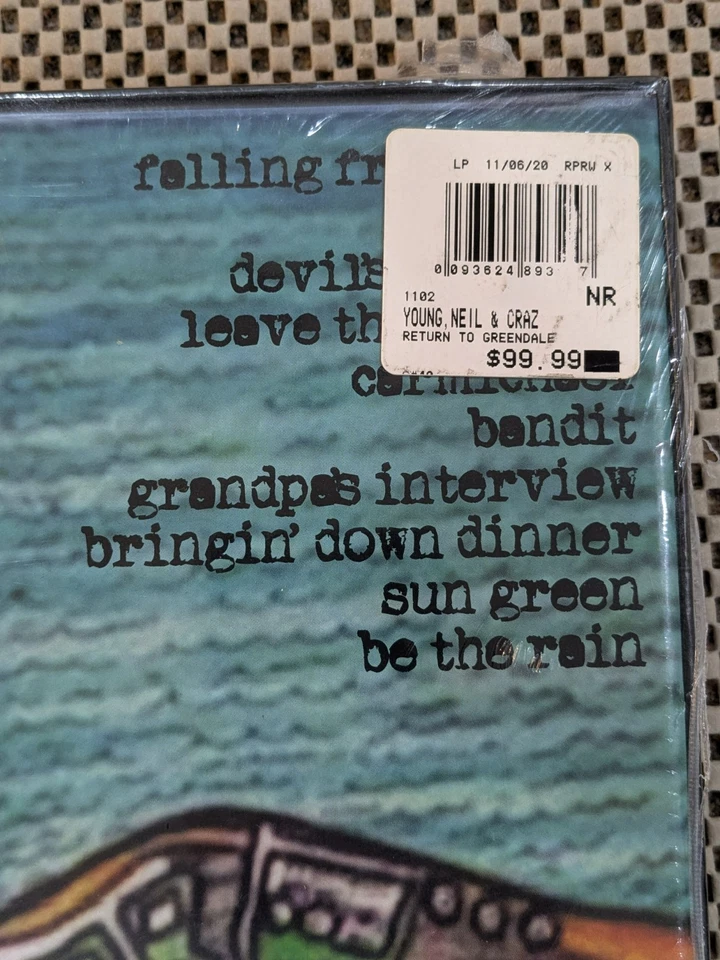 LP 11/06/20 RPRW X
0 093624 893 7
1102 NR
YOUNG,NEIL & CRAZ
RETURN TO GREENDALE
$99.99
falling fr
devil's
leave th
carmichael
bandit
grandpa's interview
bringin' down dinner
sun green
be the rain